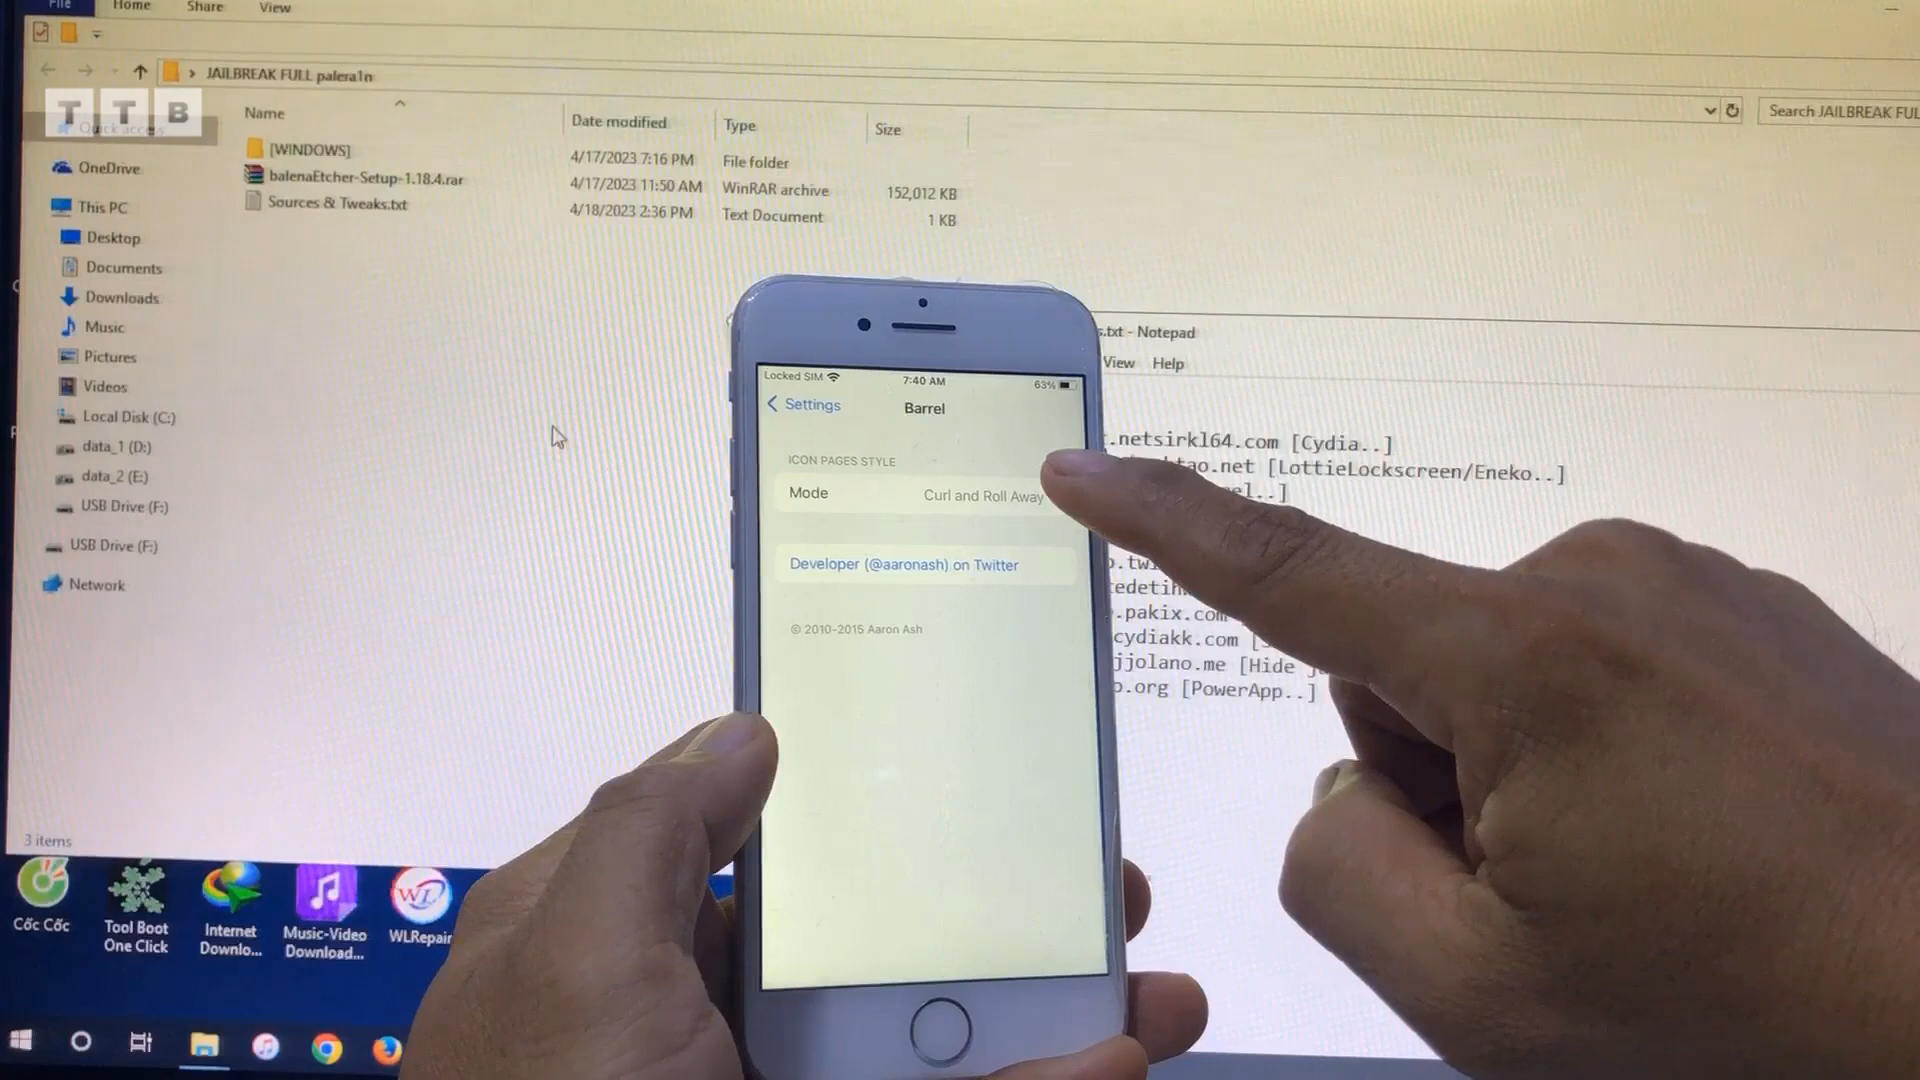 File Home Share View
JAILBREAK FULL palera1n
Search JAILBREAK FUL
T T B
Quick access
Name Date modified Type Size
[WINDOWS] 4/17/2023 7:16 PM File folder
balenaEtcher-Setup-1.18.4.rar 4/17/2023 11:50 AM WinRAR archive 152,012 KB
Sources & Tweaks.txt 4/18/2023 2:36 PM Text Document 1 KB
OneDrive
This PC
Desktop
Documents
Downloads
Music
Pictures
Videos
Local Disk (C:)
data_1 (D:)
data_2 (E:)
USB Drive (F:)
USB Drive (F:)
Network
3 items
s.txt - Notepad
View Help
.netsirkl64.com [Cydia..]
tao.net [LottieLockscreen/Eneko..]
el..]
o.twi
edetih
.pakix.com
cydiakk.com [
jjolano.me [Hide j
o.org [PowerApp..]
Locked SIM 7:40 AM 63%
Settings Barrel
ICON PAGES STYLE
Mode Curl and Roll Away
Developer (@aaronash) on Twitter
© 2010-2015 Aaron Ash
Cốc Cốc
Tool Boot
One Click
Internet
Downlo...
Music-Video
Download...
WLRepair